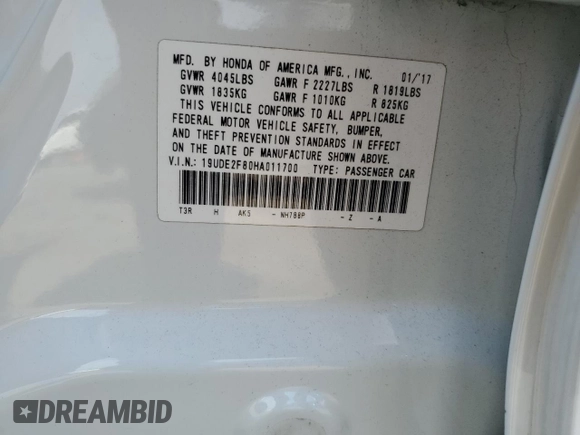 MFD. BY HONDA OF AMERICA MFG., INC. 01/'17
GVWR 4045LBS GAWR F 2227LBS R 1819LBS
GVWR 1835KG GAWR F 1010KG R 825KG
THIS VEHICLE CONFORMS TO ALL APPLICABLE
FEDERAL MOTOR VEHICLE SAFETY, BUMPER,
AND THEFT PREVENTION STANDARDS IN EFFECT
ON THE DATE OF MANUFACTURE SHOWN ABOVE.
V.I.N.: 19UDE2F80HA011700 TYPE: PASSENGER CAR
T3R H AK5 - NH788P - Z - A
DREAMBID